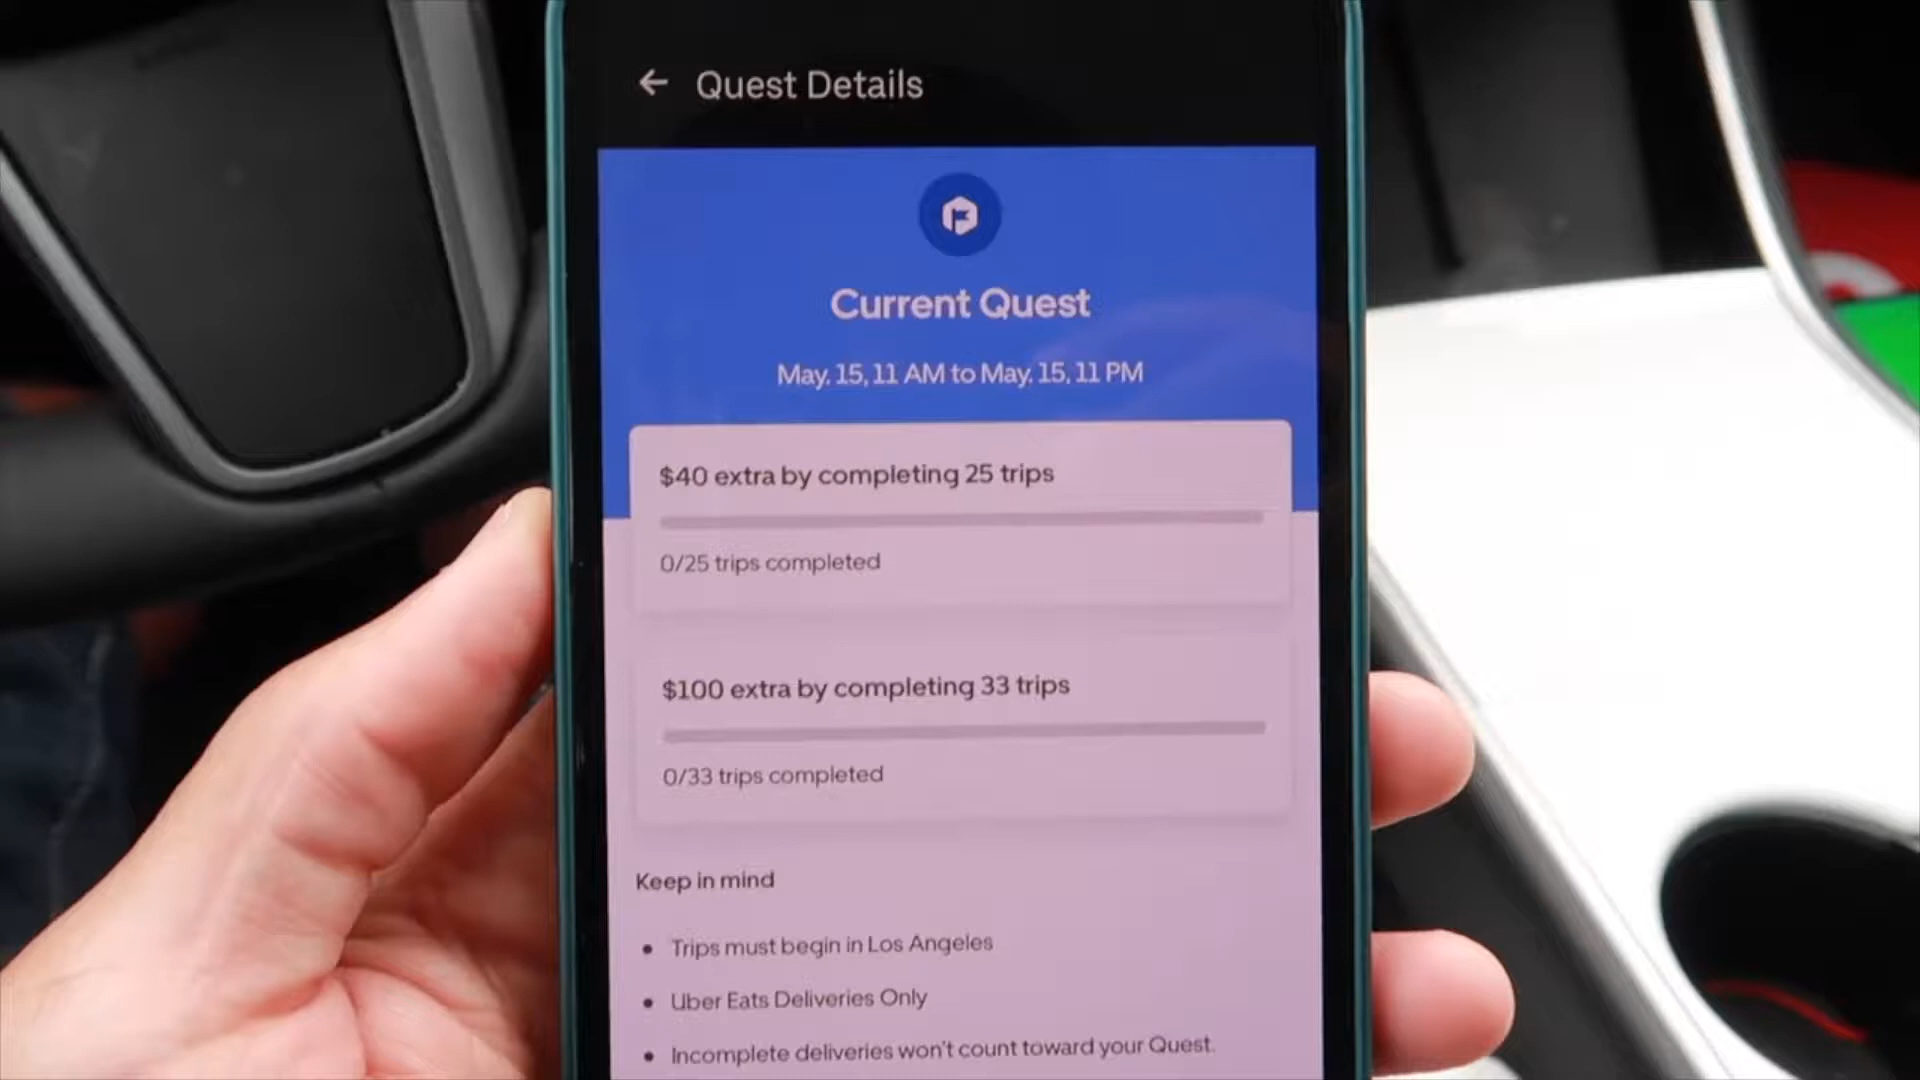 Quest Details
Current Quest
May. 15, 11 AM to May. 15, 11 PM
$40 extra by completing 25 trips
0/25 trips completed
$100 extra by completing 33 trips
0/33 trips completed
Keep in mind
• Trips must begin in Los Angeles
• Uber Eats Deliveries Only
• Incomplete deliveries won't count toward your Quest.